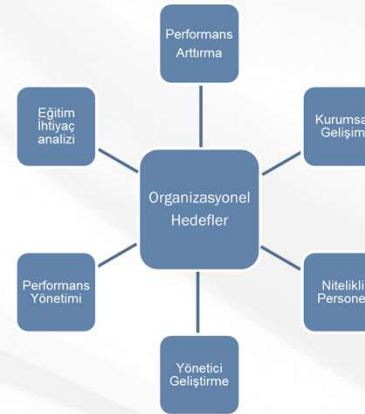 Performans
Arttırma
Eğitim
İhtiyaç
analizi
Kurumsa
Gelişim
Organizasyonel
Hedefler
Performans
Yönetimi
Nitelikli
Persone
Yönetici
Geliştirme